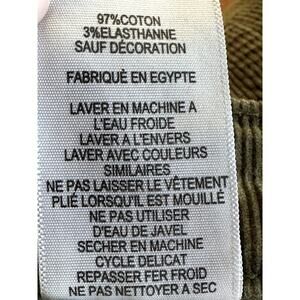 97%COTON
3%ELASTHANNE
SAUF DÉCORATION
FABRIQUÈ EN EGYPTE
LAVER EN MACHINE A
L'EAU FROIDE
LAVER A L'ENVERS
LAVER AVEC COULEURS
SIMILAIRES
NE PAS LAISSER LE VÊTEMENT
PLIÉ LORSQU'IL EST MOUILLÉ
NE PAS UTILISER
D'EAU DE JAVEL
SECHER EN MACHINE
CYCLE DELICAT
REPASSER FER FROID
NE PAS NETTOYER A SEC